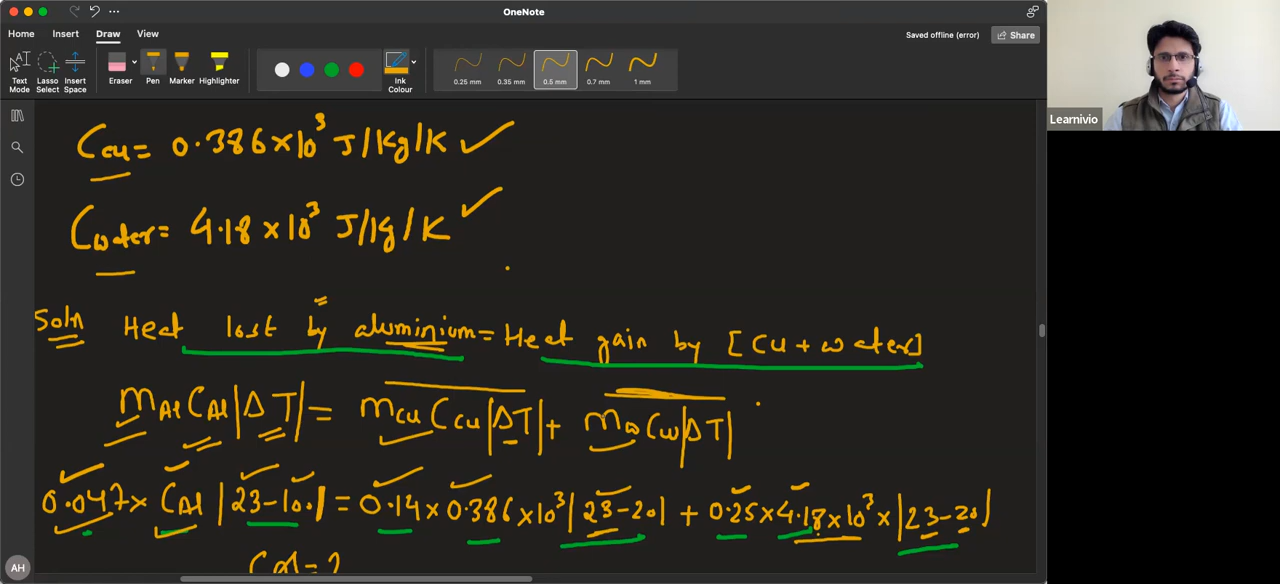 OneNote
Home Insert Draw View
Saved offline (error) Share
Text Mode
Lasso Select
Insert Space
Eraser
Pen
Marker
Highlighter
Ink Colour
0.25 mm
0.35 mm
0.5 mm
0.7 mm
1 mm
Learnivio
Ccu= 0.386×10³ J/Kg/K ✓
Cwater= 4.18×10³ J/Kg/K ✓
Soln Heat lost by aluminium = Heat gain by [Cu + water]
mAl CAl |ΔT| = mcu Ccu |ΔT| + mw Cw |ΔT|
0.047 × CAl |23-100| = 0.14 × 0.386 ×10³ |23-20| + 0.25 × 4.18 ×10³ × |23-20|
CAl = ?
AH